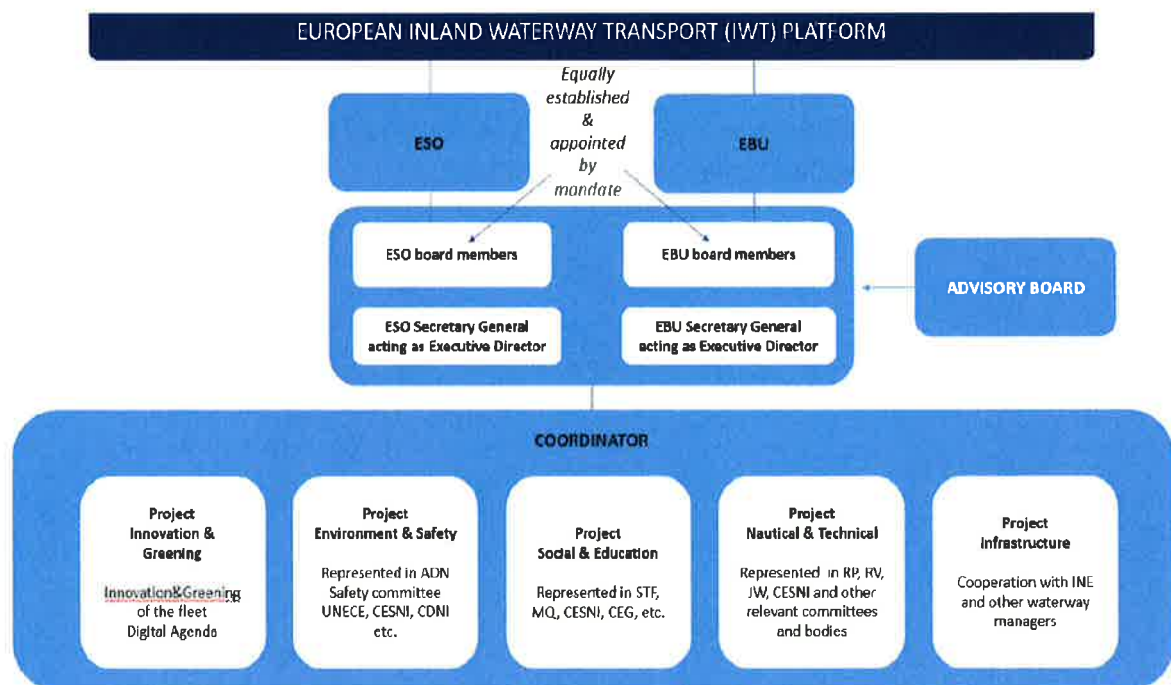 EUROPEAN INLAND WATERWAY TRANSPORT (IWT) PLATFORM
Equally
established
&
appointed
by
mandate
ESO
EBU
ESO board members
EBU board members
ESO Secretary General
acting as Executive Director
EBU Secretary General
acting as Executive Director
ADVISORY BOARD
COORDINATOR
Project
Innovation &
Greening
Innovation&Greening
of the fleet
Digital Agenda
Project
Environment & Safety
Represented in ADN
Safety committee
UNECE, CESNI, CDNI
etc.
Project
Social & Education
Represented in STF,
MQ, CESNI, CEG, etc.
Project
Nautical & Technical
Represented in RP, RV,
JW, CESNI and other
relevant committees
and bodies
Project
Infrastructure
Cooperation with INE
and other waterway
managers